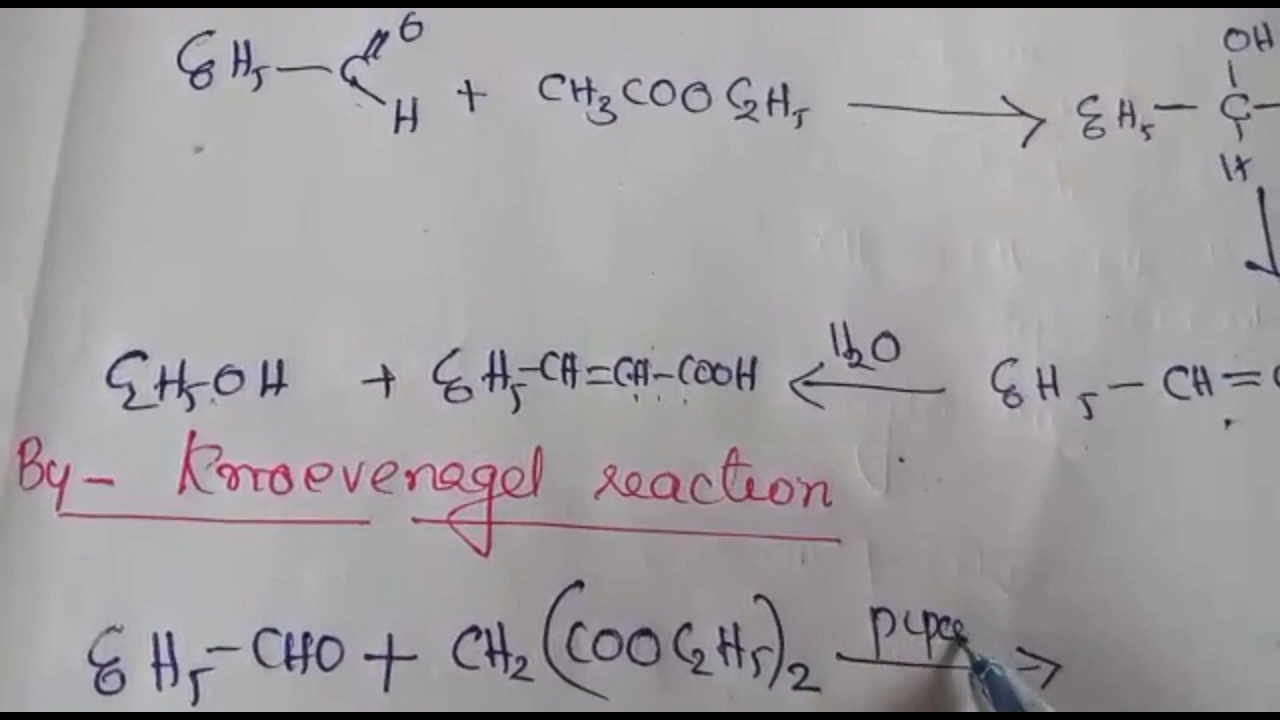 C6H5—C=O H + CH3COOC2H5 → C6H5—C— OH H
C2H5OH + C6H5-CH=CH-COOH ← H2O C6H5—CH=
By- Knoevenagel reaction
C6H5-CHO + CH2(COOC2H5)2 →